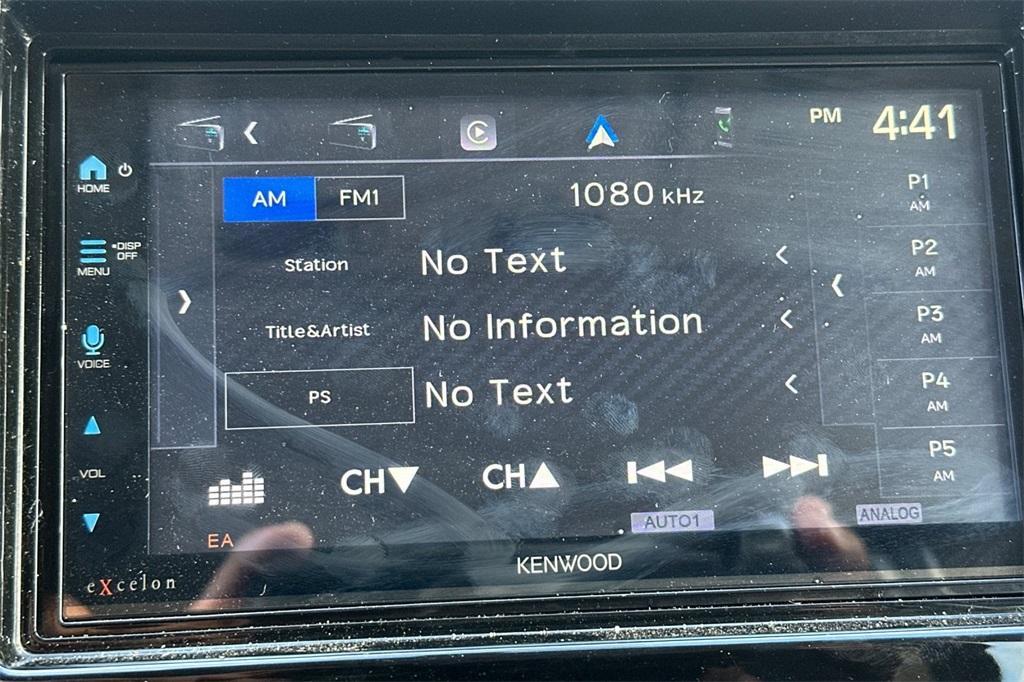 PM 4:41
HOME
AM FM1 1080 kHz
P1
AM
DISP
OFF
MENU
Station No Text
P2
AM
Title&Artist No Information
P3
AM
VOICE
PS No Text
P4
AM
VOL
CH▼ CH▲
P5
AM
AUTO1 ANALOG
EA
KENWOOD
eXcelon